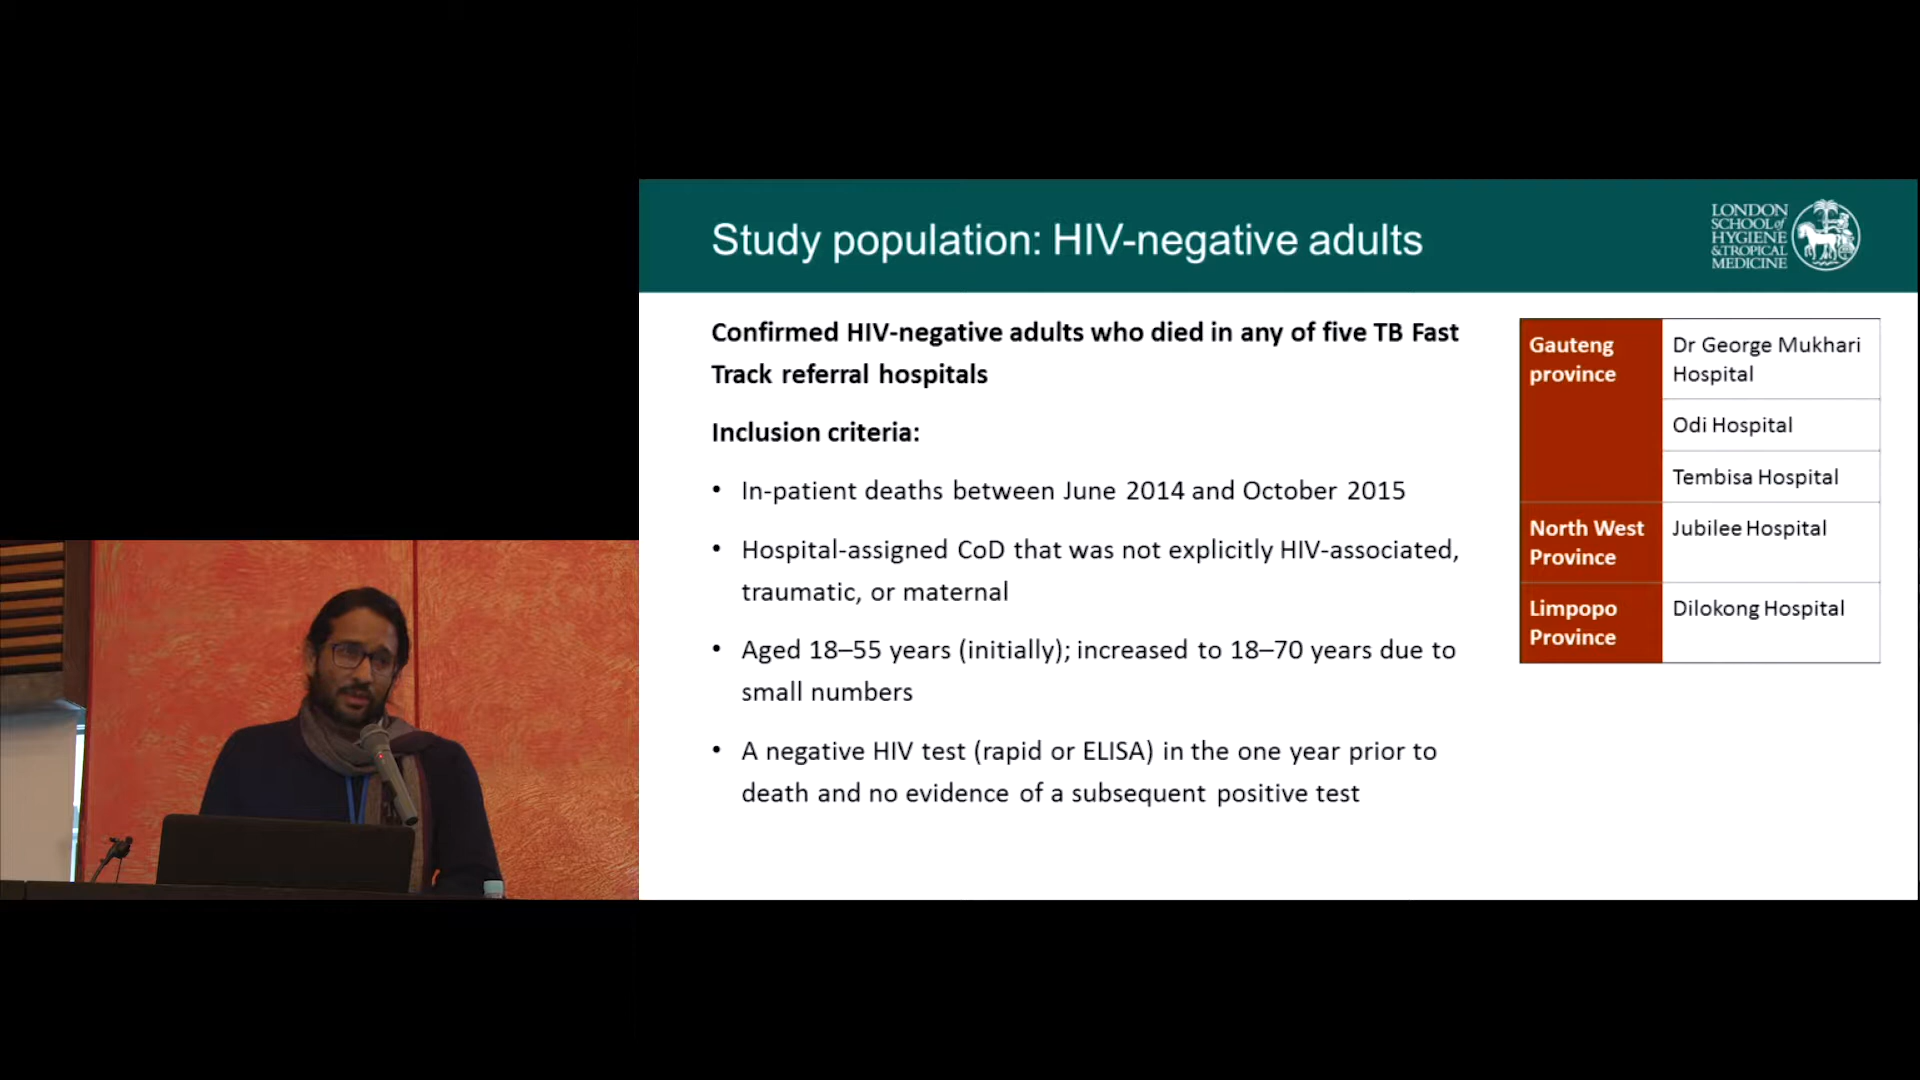 Study population: HIV-negative adults
LONDON
SCHOOL of
HYGIENE
& TROPICAL
MEDICINE
Confirmed HIV-negative adults who died in any of five TB Fast
Track referral hospitals
Inclusion criteria:
• In-patient deaths between June 2014 and October 2015
• Hospital-assigned CoD that was not explicitly HIV-associated,
traumatic, or maternal
• Aged 18–55 years (initially); increased to 18–70 years due to
small numbers
• A negative HIV test (rapid or ELISA) in the one year prior to
death and no evidence of a subsequent positive test
Gauteng
province
Dr George Mukhari
Hospital
Odi Hospital
Tembisa Hospital
North West
Province
Jubilee Hospital
Limpopo
Province
Dilokong Hospital